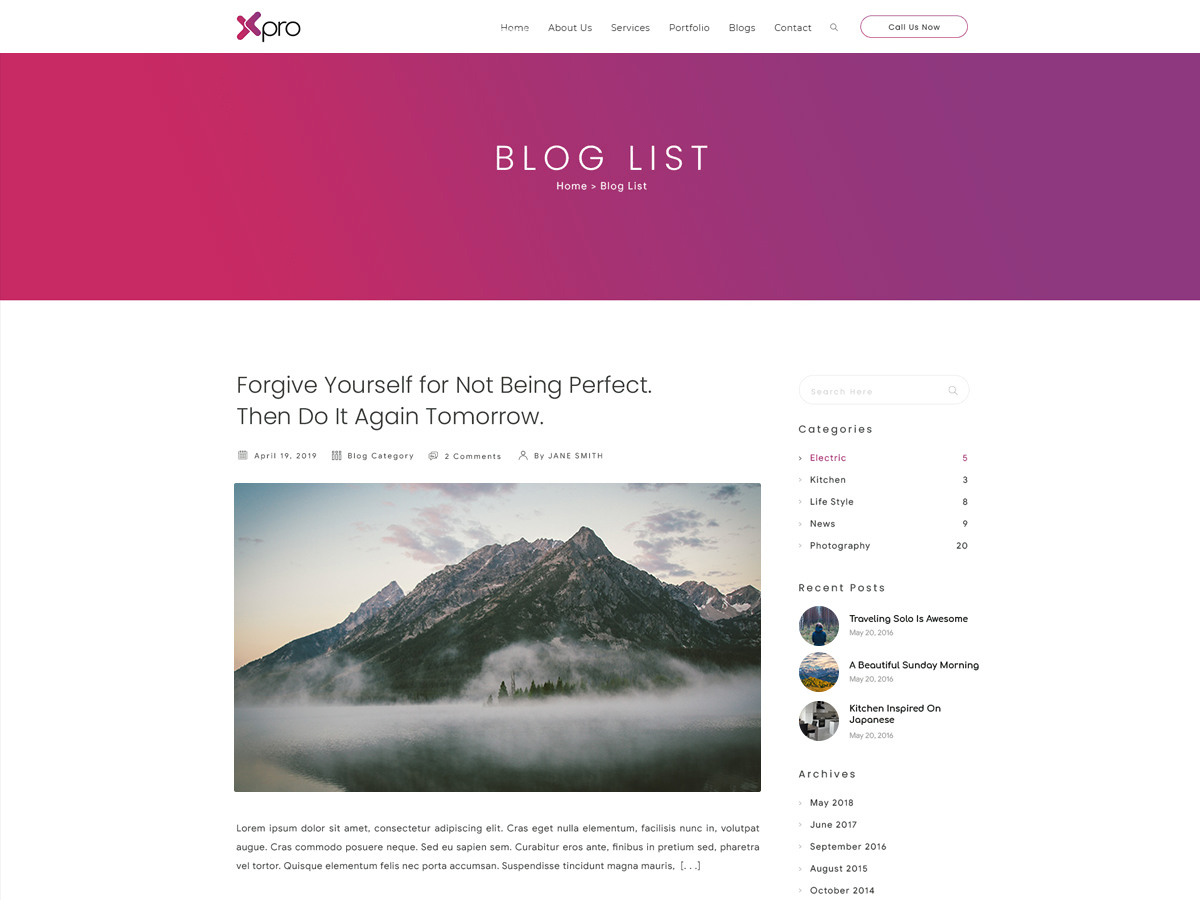 Xpro
Home About Us Services Portfolio Blogs Contact Call Us Now
BLOG LIST
Home > Blog List
Forgive Yourself for Not Being Perfect.
Then Do It Again Tomorrow.
April 19, 2019 Blog Category 2 Comments By JANE SMITH
Lorem ipsum dolor sit amet, consectetur adipiscing elit. Cras eget nulla elementum, facilisis nunc in, volutpat
augue. Cras commodo posuere neque. Sed eu sapien sem. Curabitur eros ante, finibus in pretium sed, pharetra
vel tortor. Quisque elementum felis nec porta accumsan. Suspendisse tincidunt magna mauris, [. . .]
Search Here
Categories
> Electric 5
> Kitchen 3
> Life Style 8
> News 9
> Photography 20
Recent Posts
Traveling Solo Is Awesome
May 20, 2016
A Beautiful Sunday Morning
May 20, 2016
Kitchen Inspired On
Japanese
May 20, 2016
Archives
> May 2018
> June 2017
> September 2016
> August 2015
> October 2014